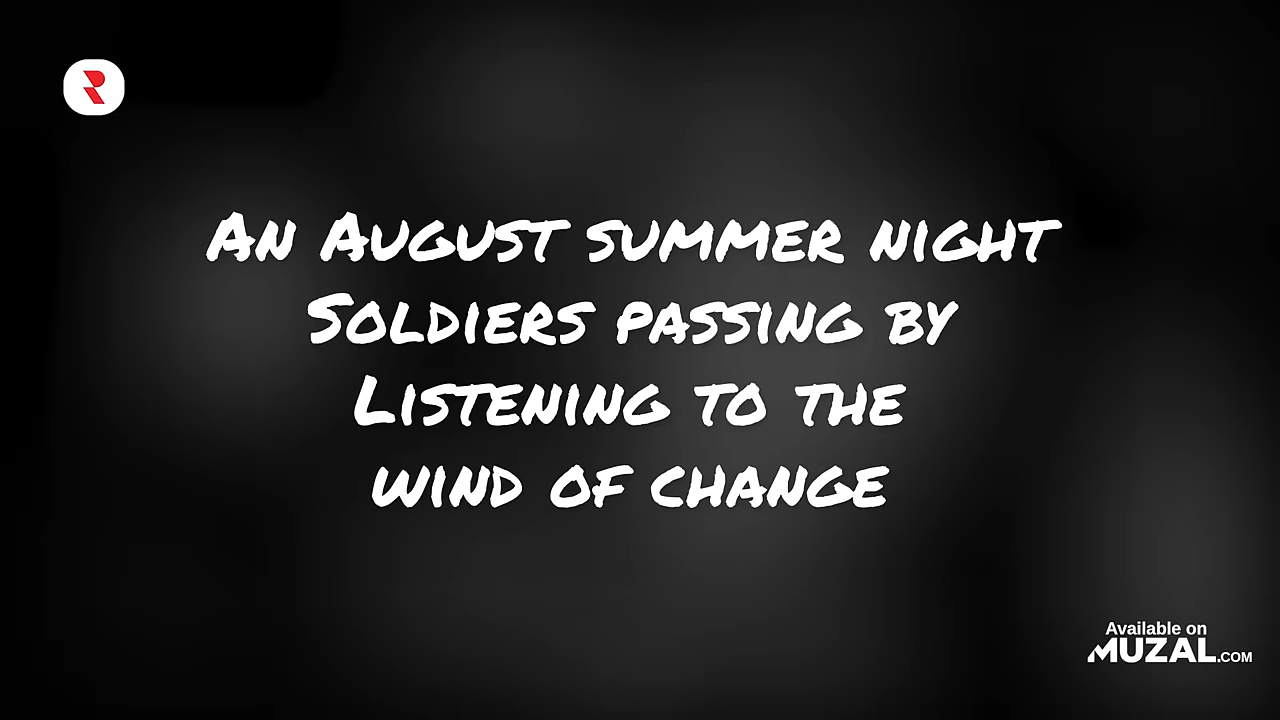 An August summer night
Soldiers passing by
Listening to the
wind of change
Available on
MUZAL.COM